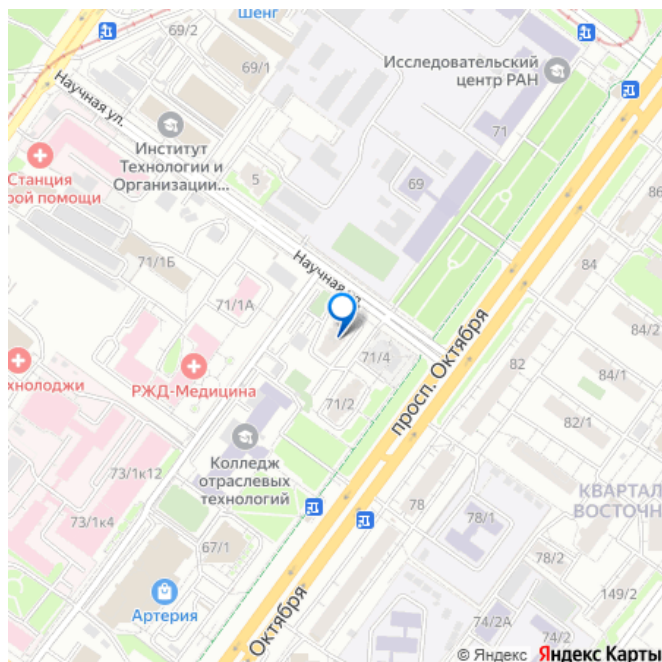 Шенг
69/2
69/1
Исследовательский
центр РАН
Научная ул.
71
Институт
Технологии и
Организации...
Станция
рой помощи
5
69
86
71/1Б
Научная ул.
84
71/1А
84/2
просп. Октября
71/4
82
РЖД-Медицина
84/1
хнолоджи
71/2
82/1
Колледж
отраслевых
технологий
73/1к12
КВАРТАЛ
ВОСТОЧН
78
78/1
73/1к4
67/1
78/2
149/2
Артерия
Октября
74/2А
74/2
© Яндекс Яндекс Карты